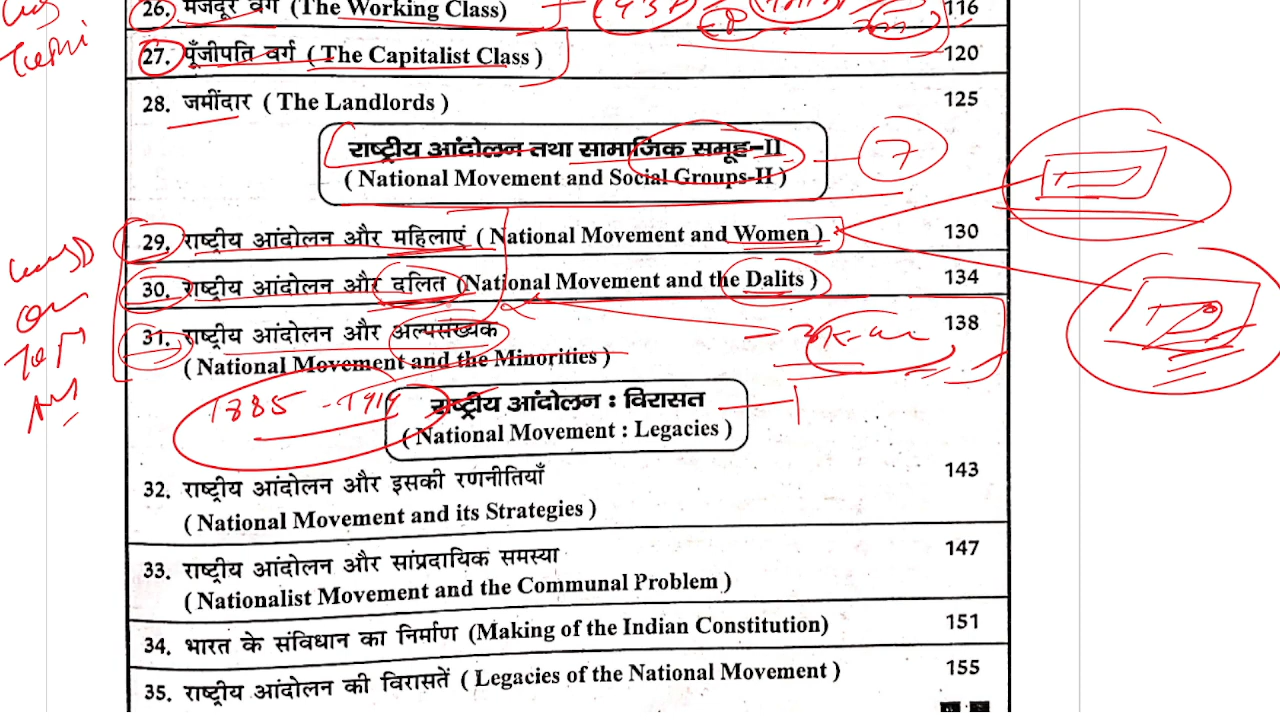 26. मजदूर वर्ग (The Working Class) 116
27. पूँजीपति वर्ग ( The Capitalist Class ) 120
28. जमींदार ( The Landlords ) 125
राष्ट्रीय आंदोलन तथा सामाजिक समूह-II 7
( National Movement and Social Groups-II )
29. राष्ट्रीय आंदोलन और महिलाएं ( National Movement and Women ) 130
30. राष्ट्रीय आंदोलन और दलित (National Movement and the Dalits ) 134
31. राष्ट्रीय आंदोलन और अल्पसंख्यक 138
( National Movement and the Minorities )
1885 - 1919
राष्ट्रीय आंदोलन : विरासत
( National Movement : Legacies )
32. राष्ट्रीय आंदोलन और इसकी रणनीतियाँ 143
( National Movement and its Strategies )
33. राष्ट्रीय आंदोलन और सांप्रदायिक समस्या 147
( Nationalist Movement and the Communal Problem )
34. भारत के संविधान का निर्माण (Making of the Indian Constitution) 151
35. राष्ट्रीय आंदोलन की विरासतें ( Legacies of the National Movement ) 155